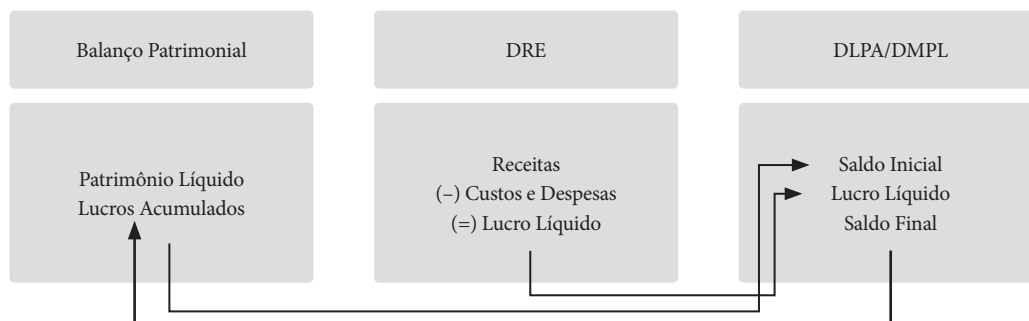 Balanço Patrimonial
DRE
DLPA/DMPL
Patrimônio Líquido
Lucros Acumulados
Receitas
(–) Custos e Despesas
(=) Lucro Líquido
Saldo Inicial
Lucro Líquido
Saldo Final